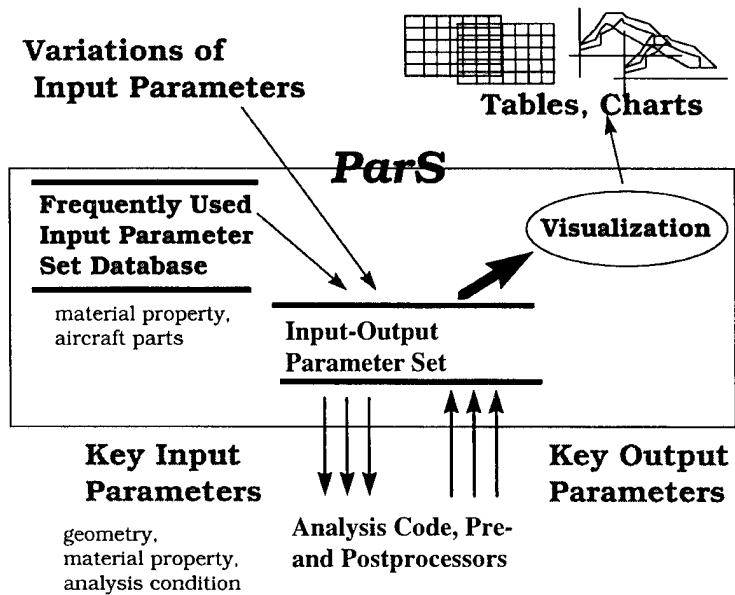 Variations of
Input Parameters
Tables, Charts
ParS
Frequently Used
Input Parameter
Set Database
Visualization
material property,
aircraft parts
Input-Output
Parameter Set
Key Input
Parameters
Key Output
Parameters
geometry,
material property,
analysis condition
Analysis Code, Pre-
and Postprocessors